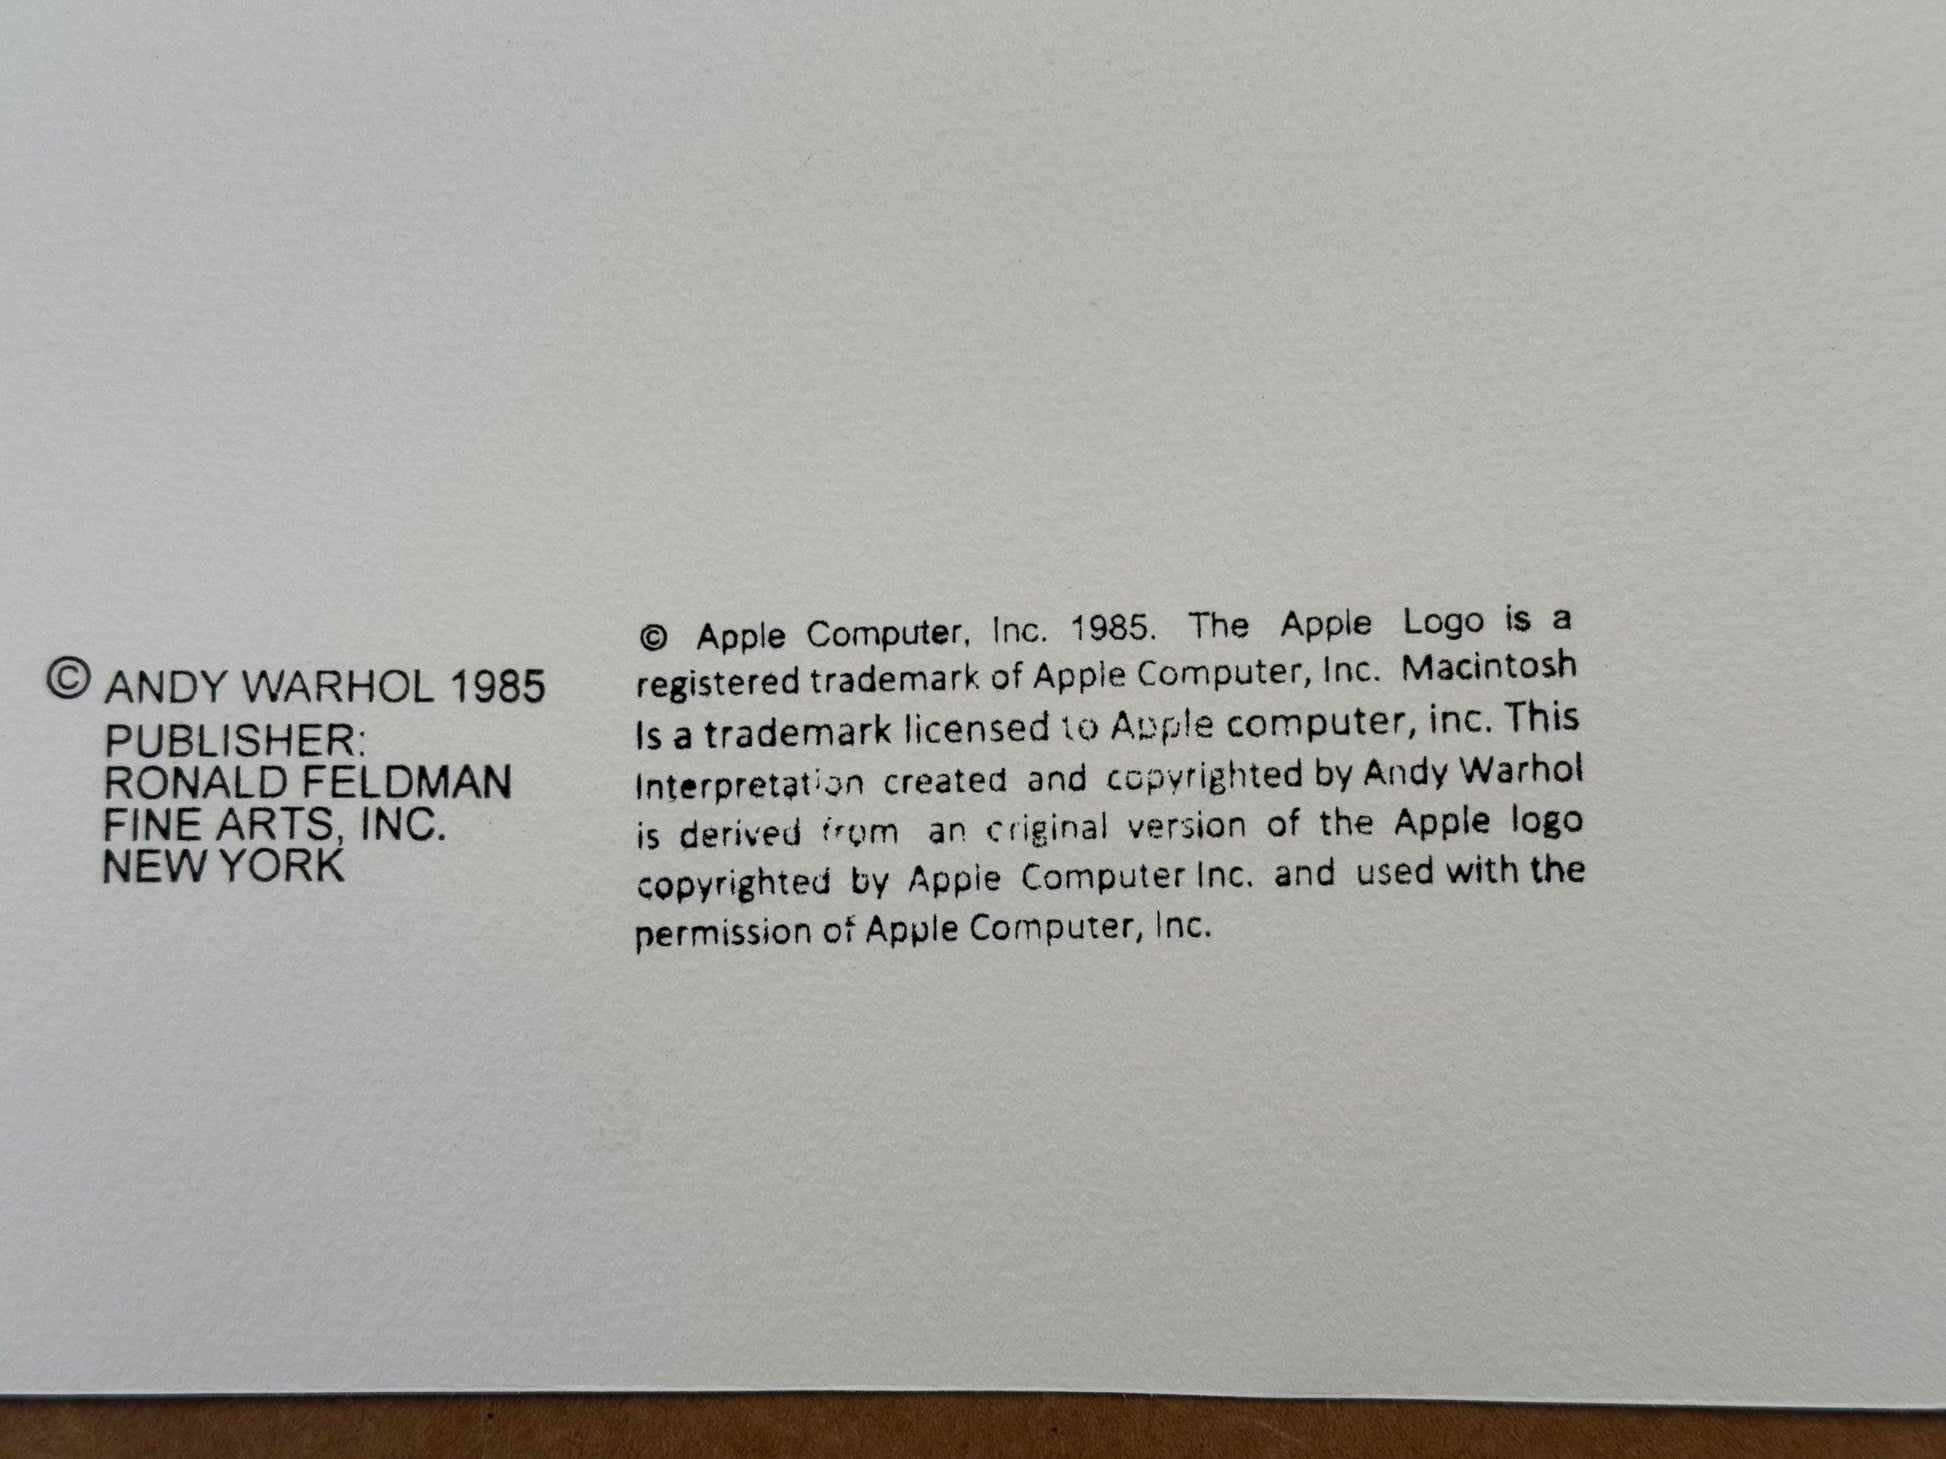 © ANDY WARHOL 1985
PUBLISHER:
RONALD FELDMAN
FINE ARTS, INC.
NEW YORK
© Apple Computer, Inc. 1985. The Apple Logo is a
registered trademark of Apple Computer, Inc. Macintosh
Is a trademark licensed to Apple computer, inc. This
Interpretation created and copyrighted by Andy Warhol
is derived from an original version of the Apple logo
copyrighted by Apple Computer Inc. and used with the
permission of Apple Computer, Inc.